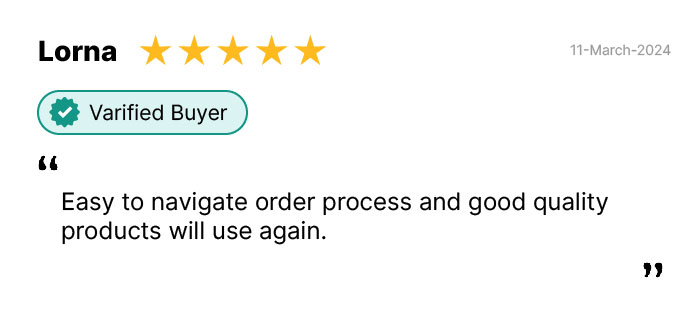 Lorna
11-March-2024
Varified Buyer
“
Easy to navigate order process and good quality
products will use again.
”